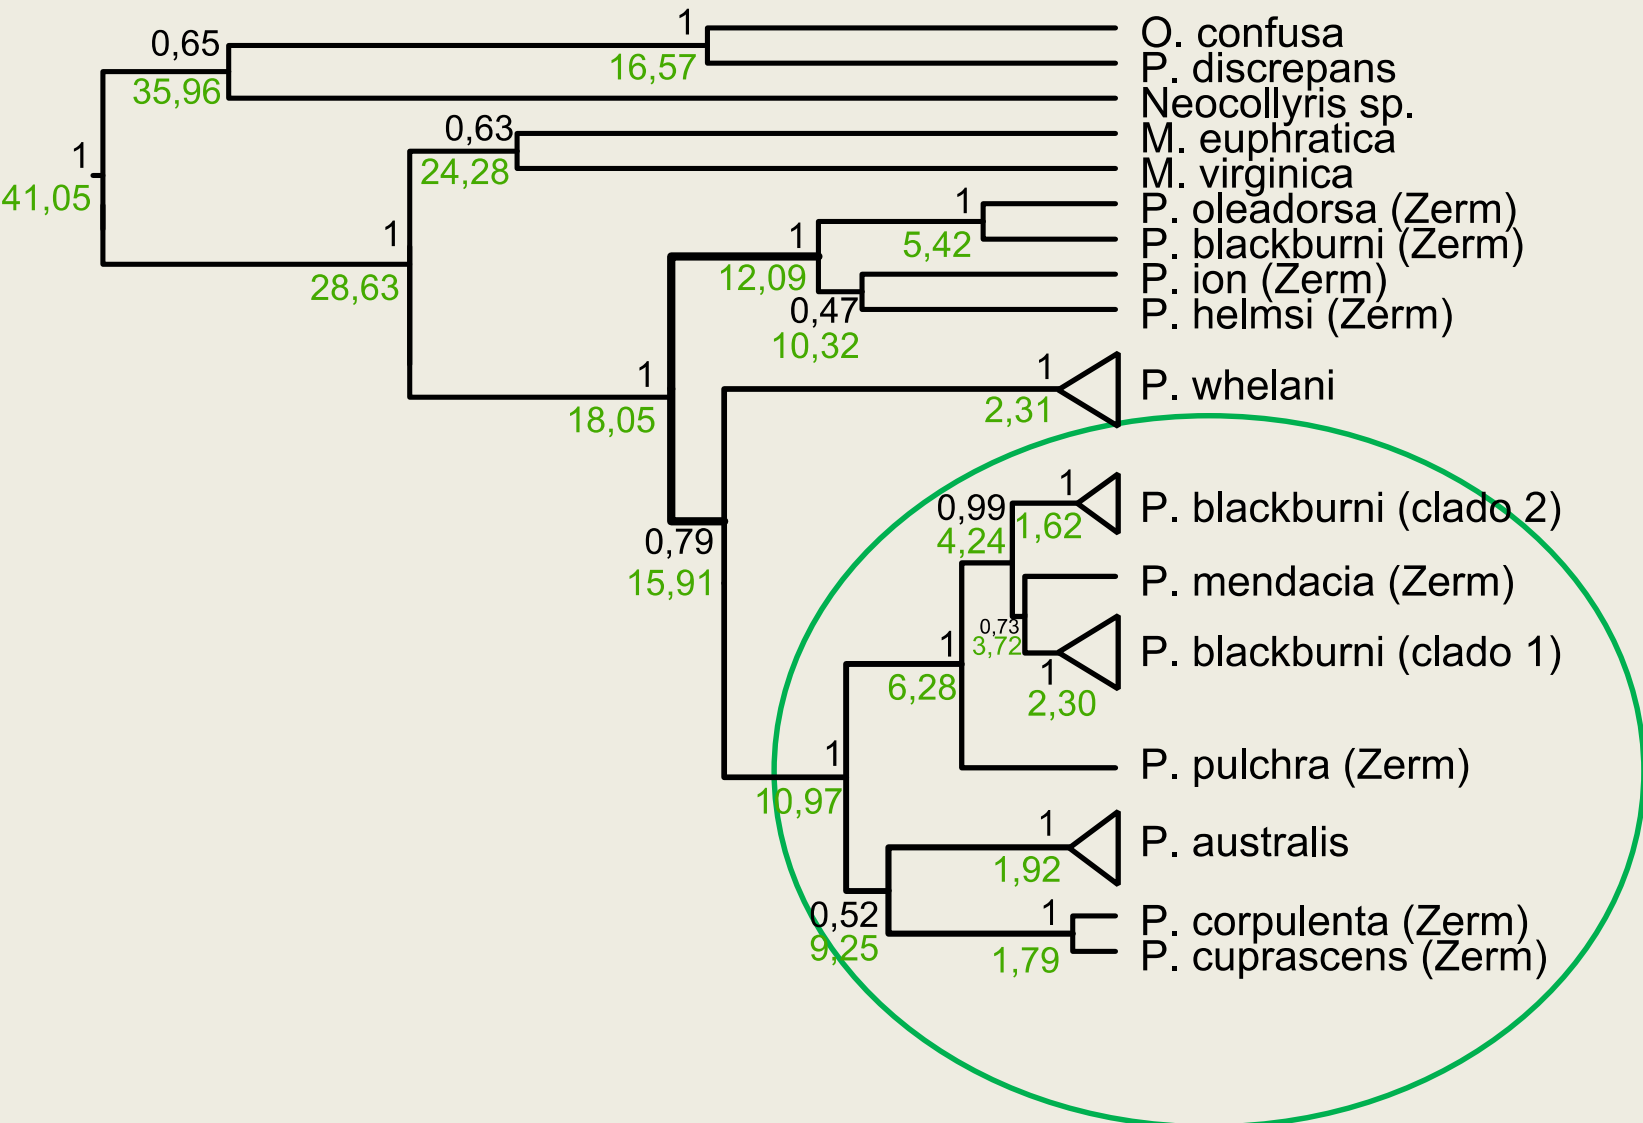 1
O. confusa
0,65
16,57
P. discrepans
35,96
Neocollyris sp.
0,63
M. euphratica
1
24,28
M. virginica
41,05
1
P. oleadorsa (Zerm)
1
1
5,42
P. blackburni (Zerm)
28,63
12,09
P. ion (Zerm)
0,47
P. helmsi (Zerm)
10,32
1
1
P. whelani
18,05
2,31
1
0,99
P. blackburni (clado 2)
1,62
0,79
4,24
15,91
P. mendacia (Zerm)
0,73
1
3,72
P. blackburni (clado 1)
1
6,28
2,30
1
P. pulchra (Zerm)
10,97
1
P. australis
1,92
0,52
1
P. corpulenta (Zerm)
9,25
1,79
P. cuprascens (Zerm)